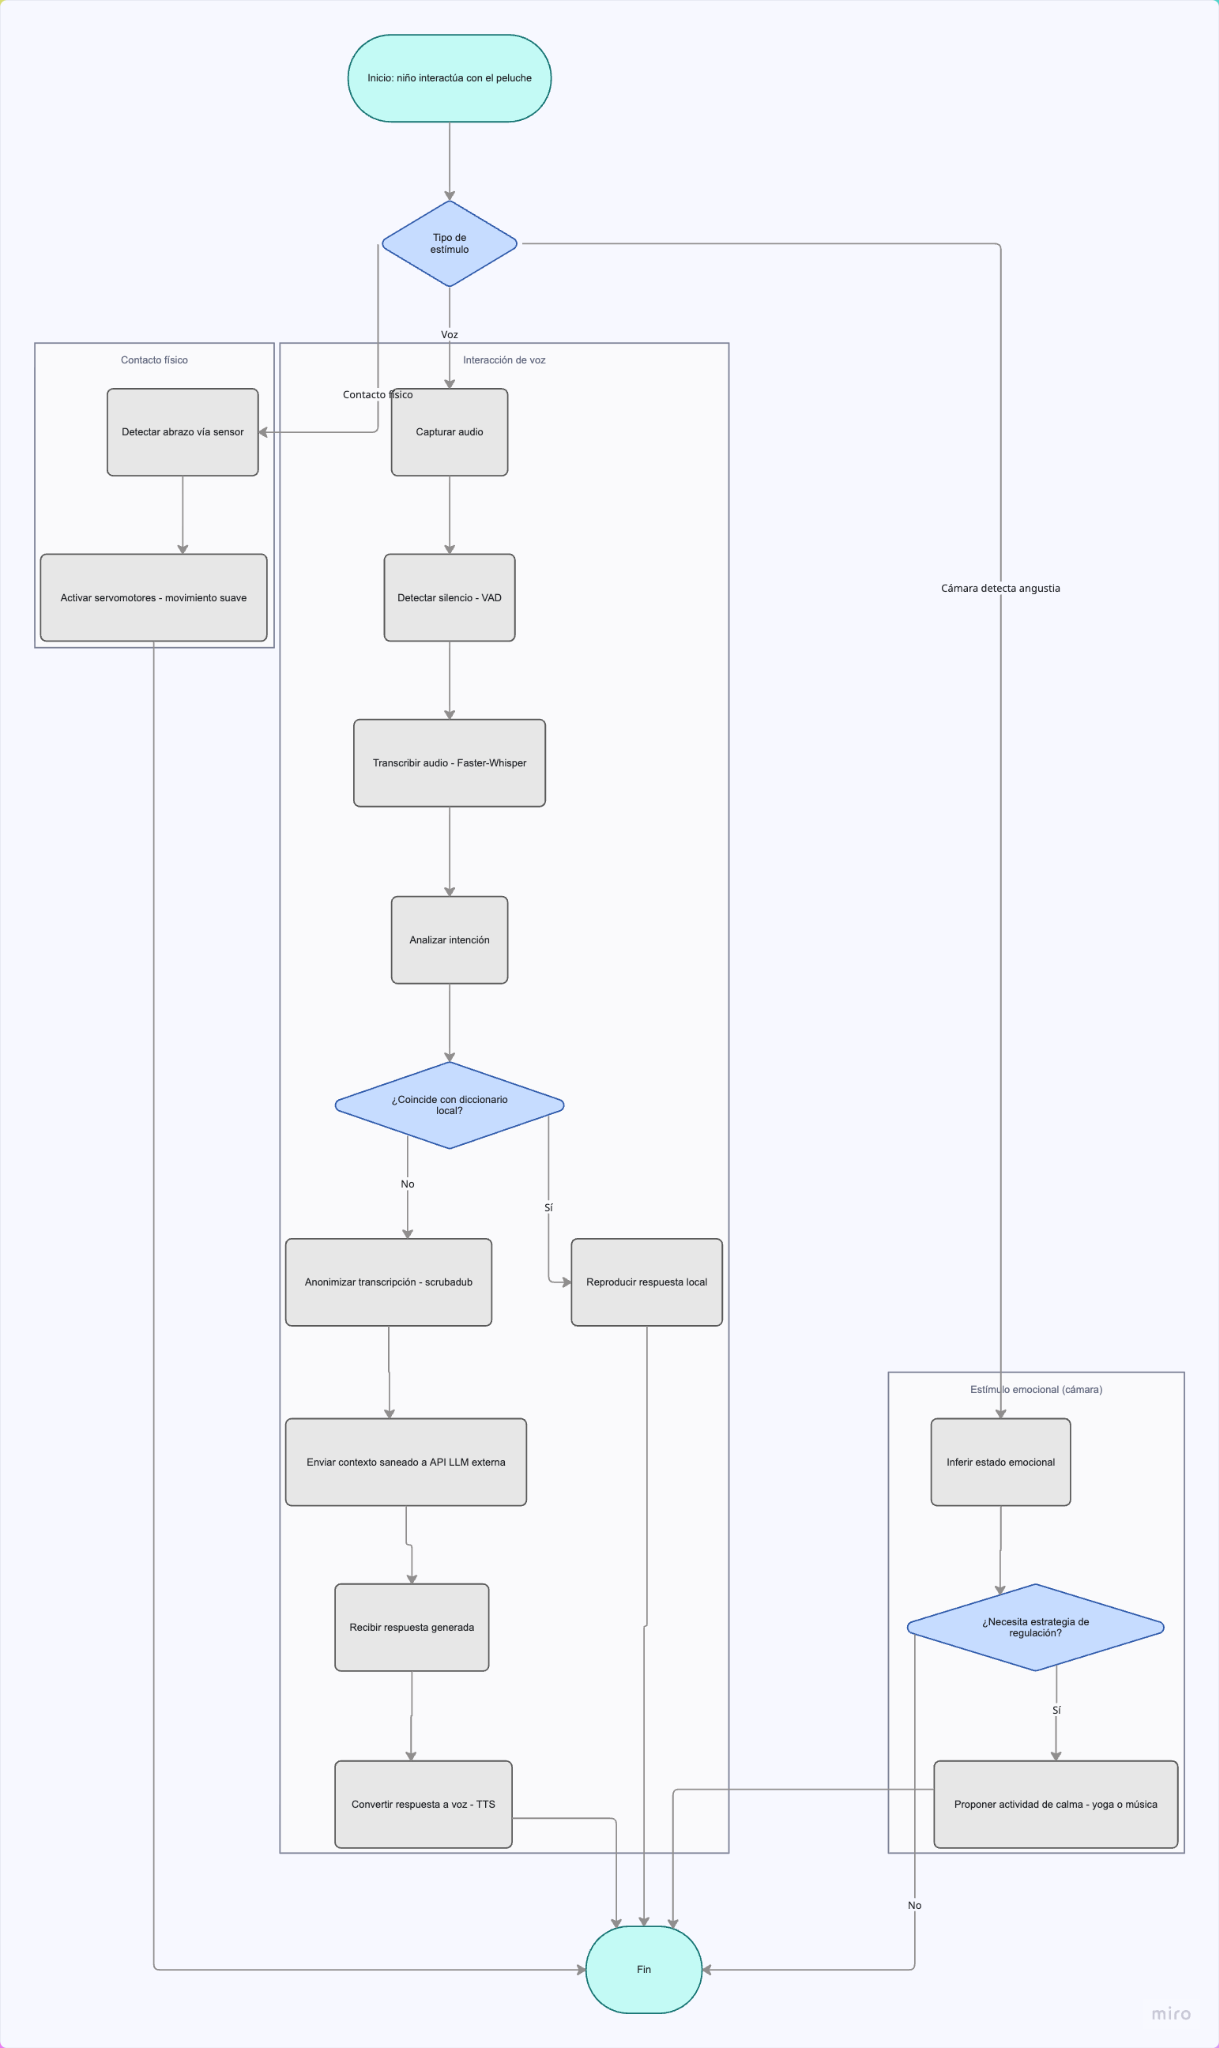 Inicio: niño interactúa con el peluche
Tipo de
estímulo
Voz
Contacto físico
Interacción de voz
Contacto físico
Detectar abrazo vía sensor
Capturar audio
Activar servomotores - movimiento suave
Detectar silencio - VAD
Cámara detecta angustia
Transcribir audio - Faster-Whisper
Analizar intención
¿Coincide con diccionario
local?
No
Sí
Anonimizar transcripción - scrubadub
Reproducir respuesta local
Estímulo emocional (cámara)
Enviar contexto saneado a API LLM externa
Inferir estado emocional
Recibir respuesta generada
¿Necesita estrategia de
regulación?
Sí
Convertir respuesta a voz - TTS
Proponer actividad de calma - yoga o música
No
Fin
miro